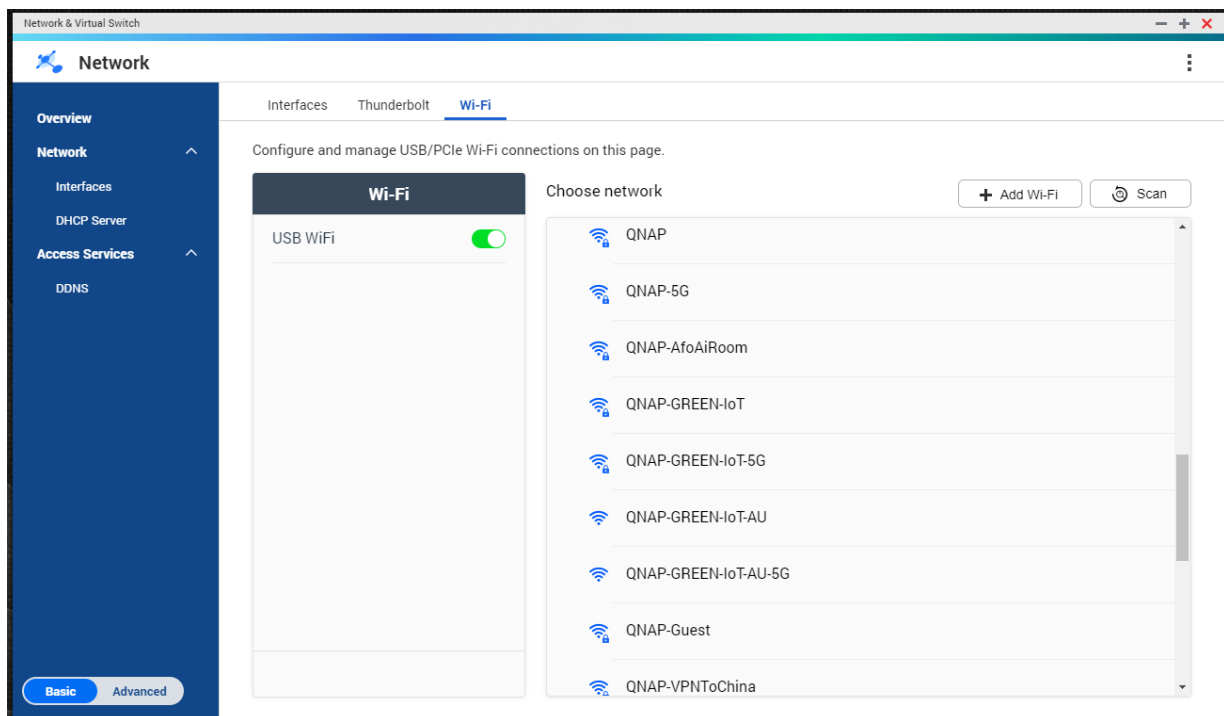 Network & Virtual Switch
Network
Overview
Network
Interfaces
DHCP Server
Access Services
DDNS
Basic Advanced
Interfaces Thunderbolt Wi-Fi
Configure and manage USB/PCIe Wi-Fi connections on this page.
Wi-Fi
USB WiFi
Choose network
Add Wi-Fi
Scan
QNAP
QNAP-5G
QNAP-AfoAiRoom
QNAP-GREEN-IoT
QNAP-GREEN-IoT-5G
QNAP-GREEN-IoT-AU
QNAP-GREEN-IoT-AU-5G
QNAP-Guest
QNAP-VPNToChina